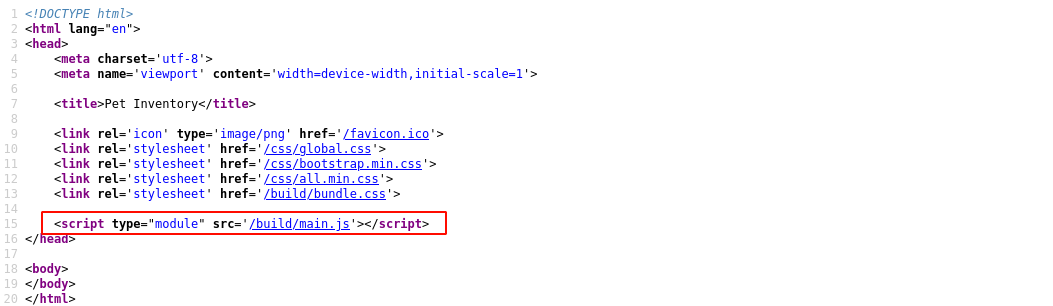 1 <!DOCTYPE html>
2 <html lang="en">
3 <head>
4     <meta charset='utf-8'>
5     <meta name='viewport' content='width=device-width,initial-scale=1'>
6
7     <title>Pet Inventory</title>
8
9     <link rel='icon' type='image/png' href='/favicon.ico'>
10     <link rel='stylesheet' href='/css/global.css'>
11     <link rel='stylesheet' href='/css/bootstrap.min.css'>
12     <link rel='stylesheet' href='/css/all.min.css'>
13     <link rel='stylesheet' href='/build/bundle.css'>
14
15     <script type="module" src='/build/main.js'></script>
16 </head>
17
18 <body>
19 </body>
20 </html>